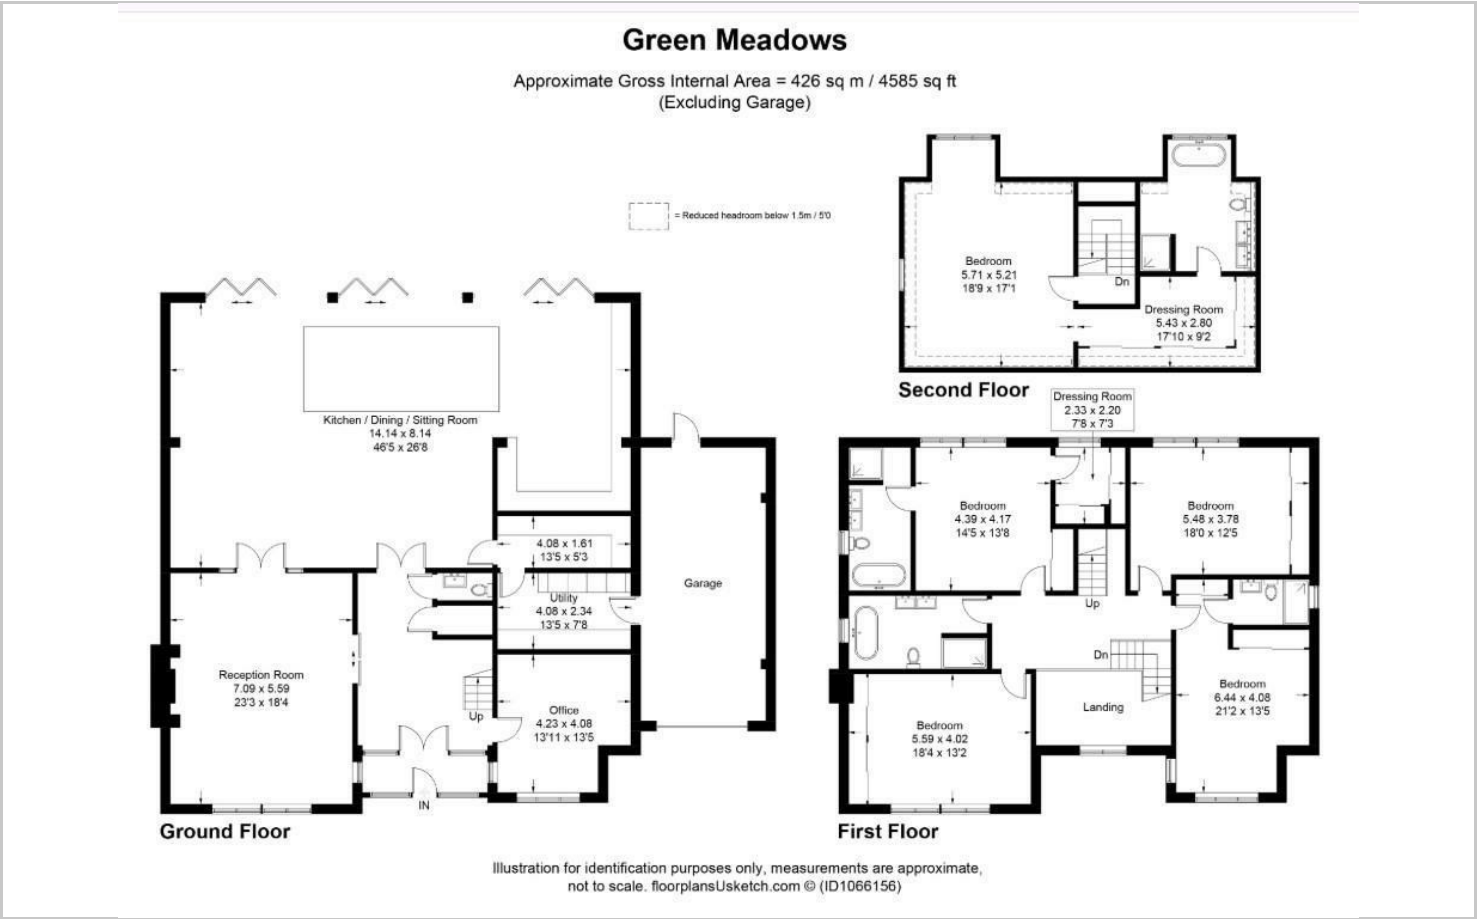 Green Meadows
Approximate Gross Internal Area = 426 sq m / 4585 sq ft
(Excluding Garage)
= Reduced headroom below 1.5m / 5'0
Bedroom
5.71 x 5.21
18'9 x 17'1
Dn
Dressing Room
5.43 x 2.80
17'10 x 9'2
Second Floor
Kitchen / Dining / Sitting Room
14.14 x 8.14
46'5 x 26'8
4.08 x 1.61
13'5 x 5'3
Utility
4.08 x 2.34
13'5 x 7'8
Garage
Reception Room
7.09 x 5.59
23'3 x 18'4
Up
Office
4.23 x 4.08
13'11 x 13'5
IN
Ground Floor
Dressing Room
2.33 x 2.20
7'8 x 7'3
Bedroom
4.39 x 4.17
14'5 x 13'8
Bedroom
5.48 x 3.78
18'0 x 12'5
Up
Dn
Landing
Bedroom
6.44 x 4.08
21'2 x 13'5
Bedroom
5.59 x 4.02
18'4 x 13'2
First Floor
Illustration for identification purposes only, measurements are approximate,
not to scale. floorplansUsketch.com © (ID1066156)